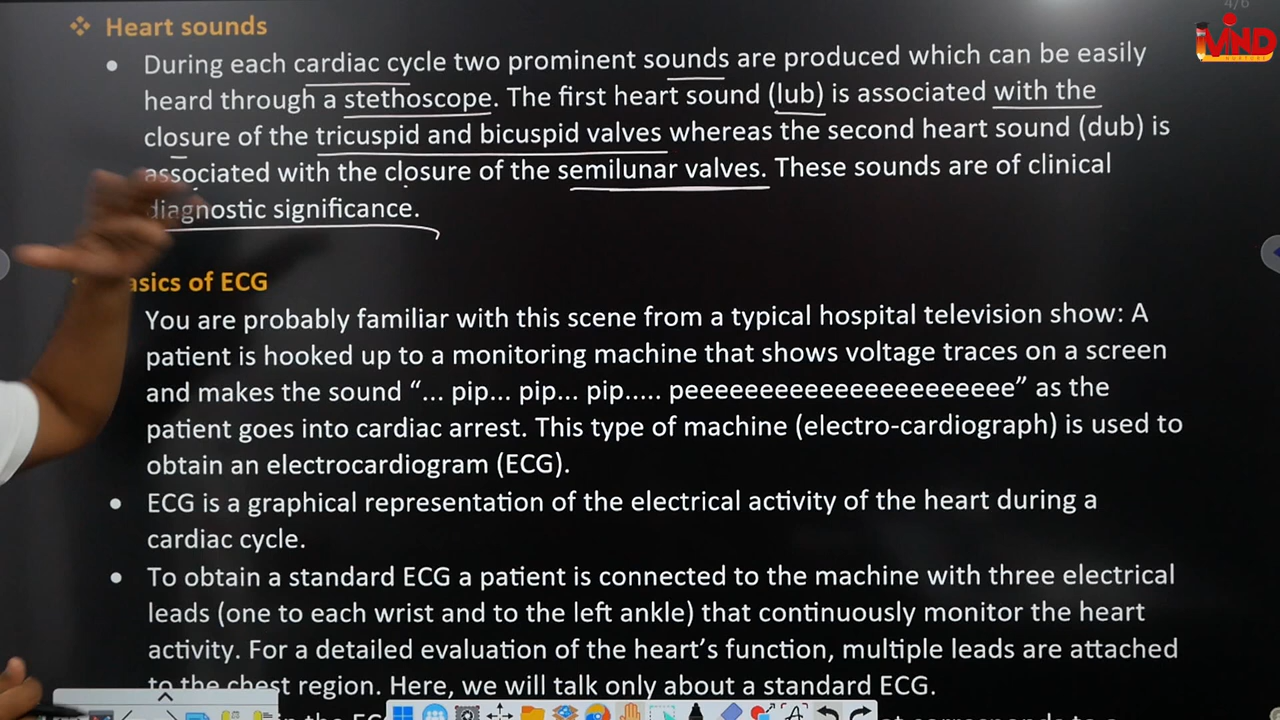 4/6
MIND
NURTURE
Heart sounds
During each cardiac cycle two prominent sounds are produced which can be easily
heard through a stethoscope. The first heart sound (lub) is associated with the
closure of the tricuspid and bicuspid valves whereas the second heart sound (dub) is
associated with the closure of the semilunar valves. These sounds are of clinical
diagnostic significance.
asics of ECG
You are probably familiar with this scene from a typical hospital television show: A
patient is hooked up to a monitoring machine that shows voltage traces on a screen
and makes the sound “... pip... pip... pip..... peeeeeeeeeeeeeeeeeeeeeee” as the
patient goes into cardiac arrest. This type of machine (electro-cardiograph) is used to
obtain an electrocardiogram (ECG).
ECG is a graphical representation of the electrical activity of the heart during a
cardiac cycle.
To obtain a standard ECG a patient is connected to the machine with three electrical
leads (one to each wrist and to the left ankle) that continuously monitor the heart
activity. For a detailed evaluation of the heart’s function, multiple leads are attached
to the chest region. Here, we will talk only about a standard ECG.